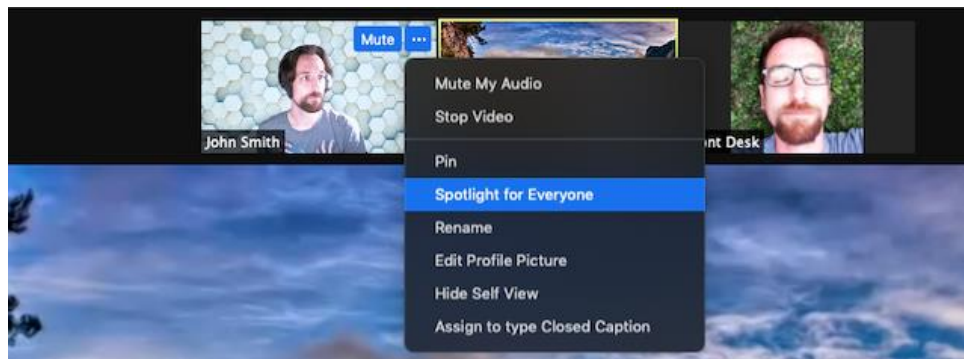 Mute ...
Mute My Audio
Stop Video
John Smith
nt Desk
Pin
Spotlight for Everyone
Rename
Edit Profile Picture
Hide Self View
Assign to type Closed Caption